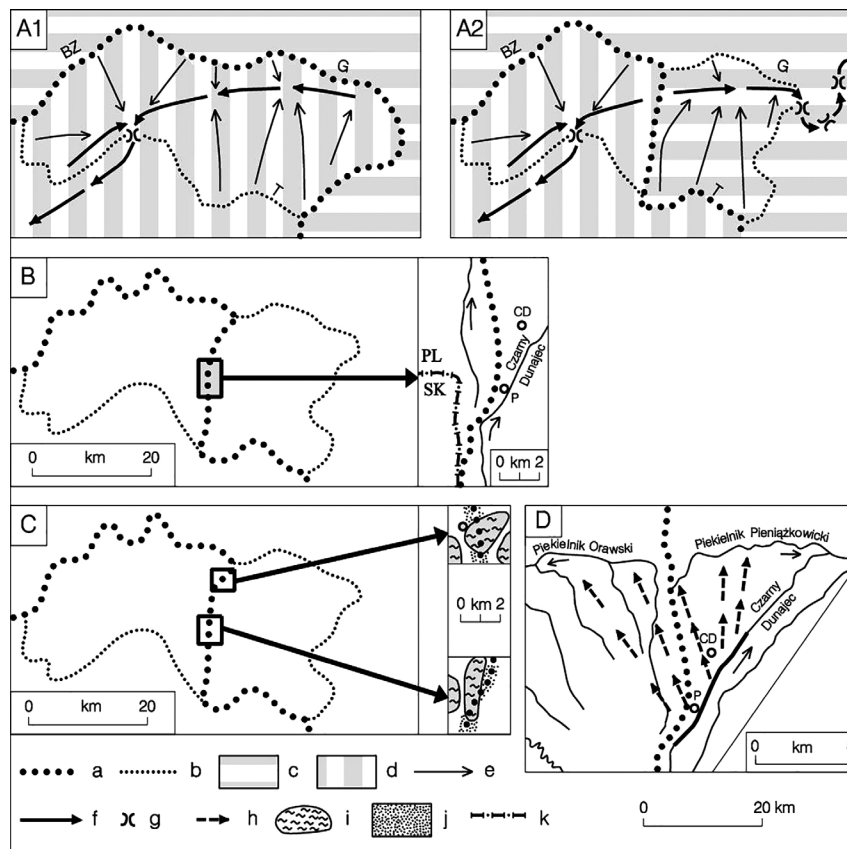 A1
BZ
G
T
A2
BZ
G
T
B
0 km 20
PL
SK
CD
Czarny
Dunajec
P
0 km 2
C
0 km 20
0 km 2
D
Piekielnik Orawski
Piekielnik Pieniążkowicki
Czarny
Dunajec
CD
P
0 km
a b c d e
f g h i j k
0 20 km